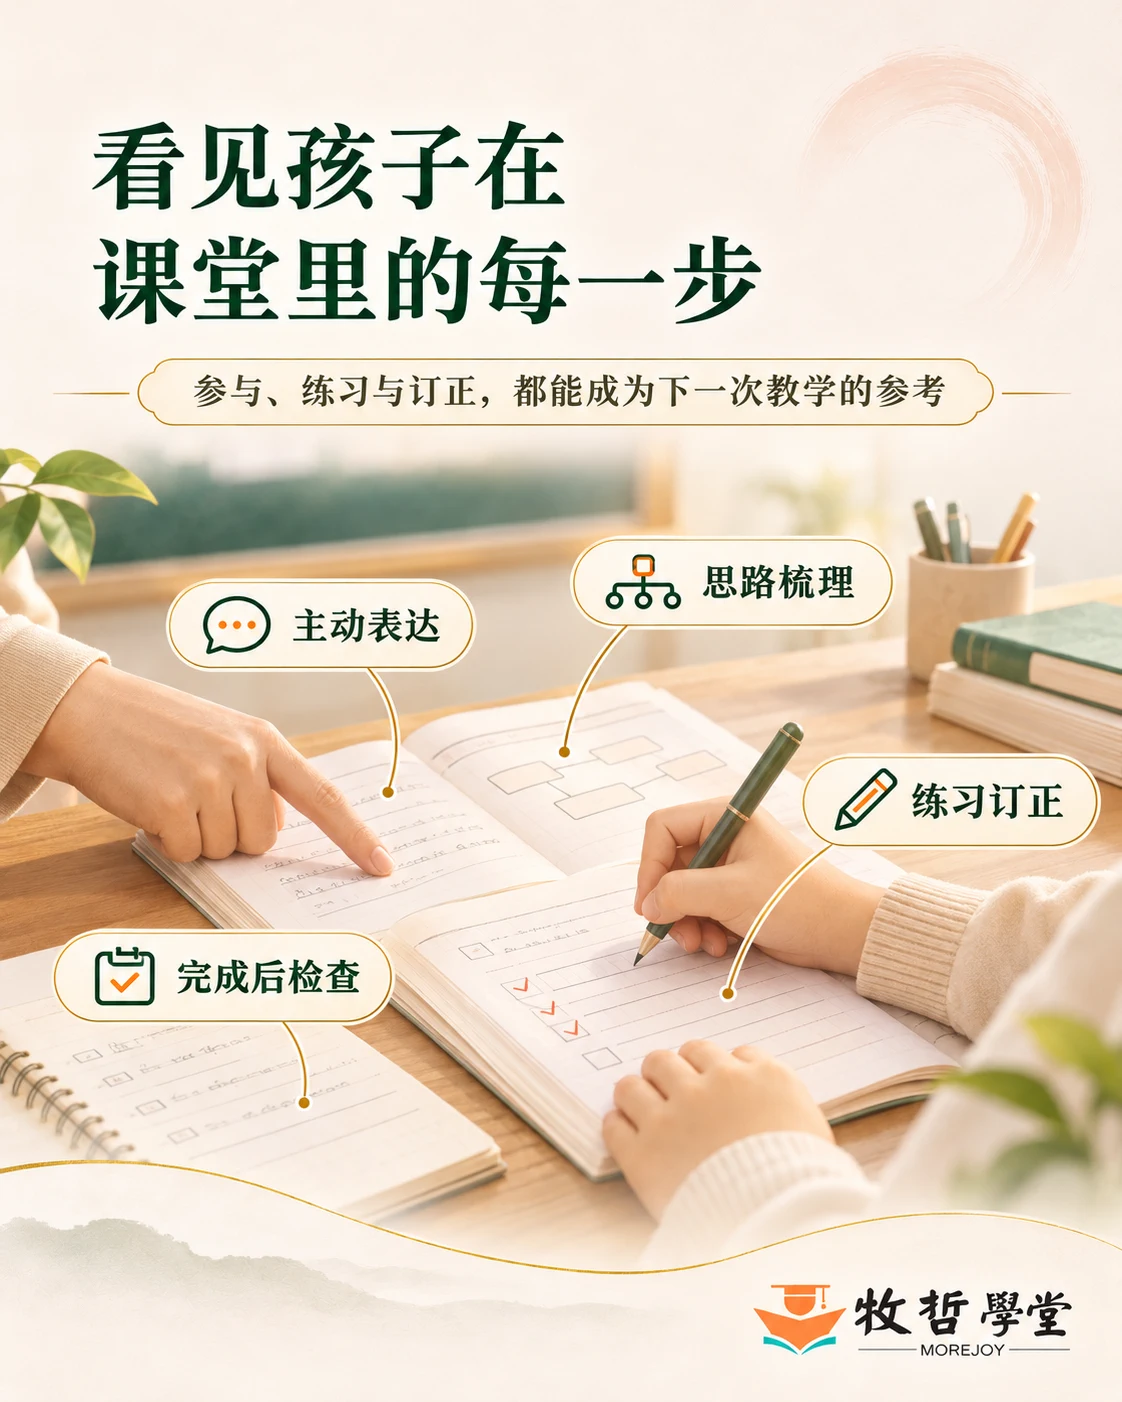 看见孩子在
课堂里的每一步
参与、练习与订正，都能成为下一次教学的参考
主动表达
思路梳理
练习订正
完成后检查
牧哲學堂
MOREJOY